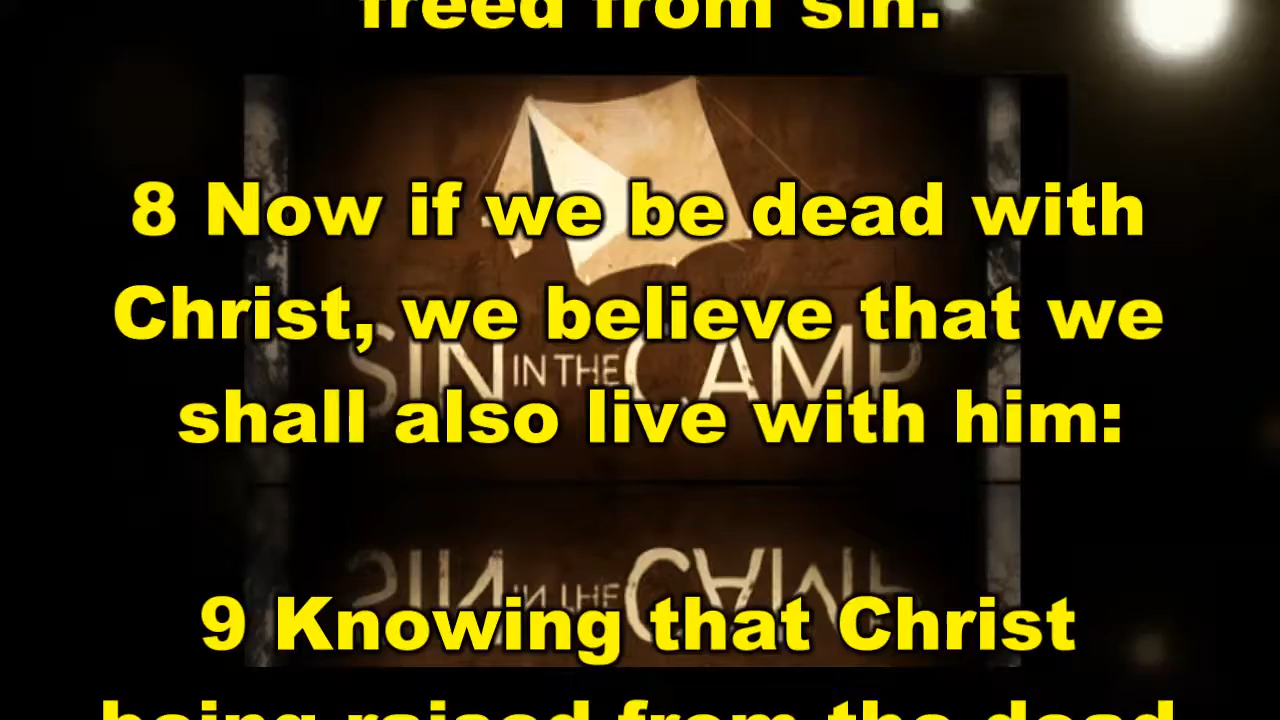 freed from sin.
8 Now if we be dead with
Christ, we believe that we
SIN IN THE CAMP
shall also live with him:
9 Knowing that Christ
being raised from the dead